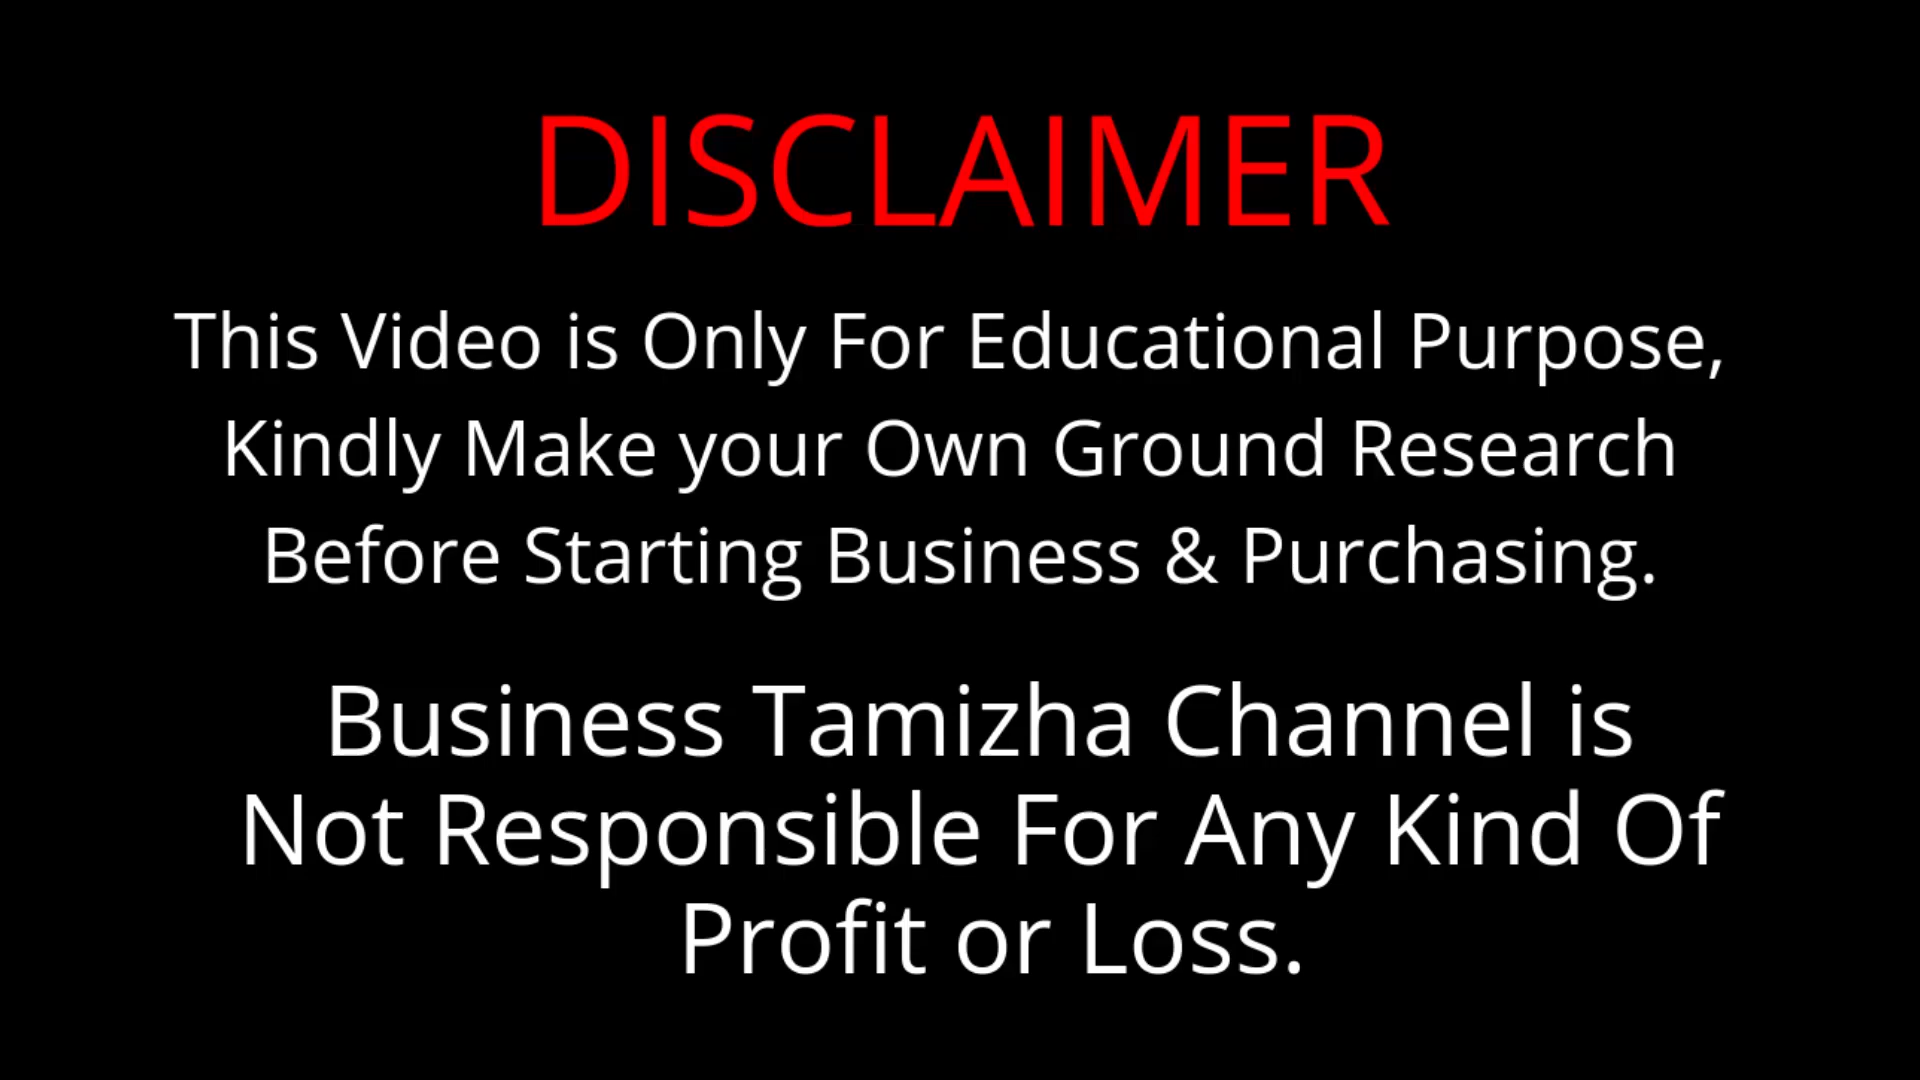 DISCLAIMER
This Video is Only For Educational Purpose,
Kindly Make your Own Ground Research
Before Starting Business & Purchasing.
Business Tamizha Channel is
Not Responsible For Any Kind Of
Profit or Loss.